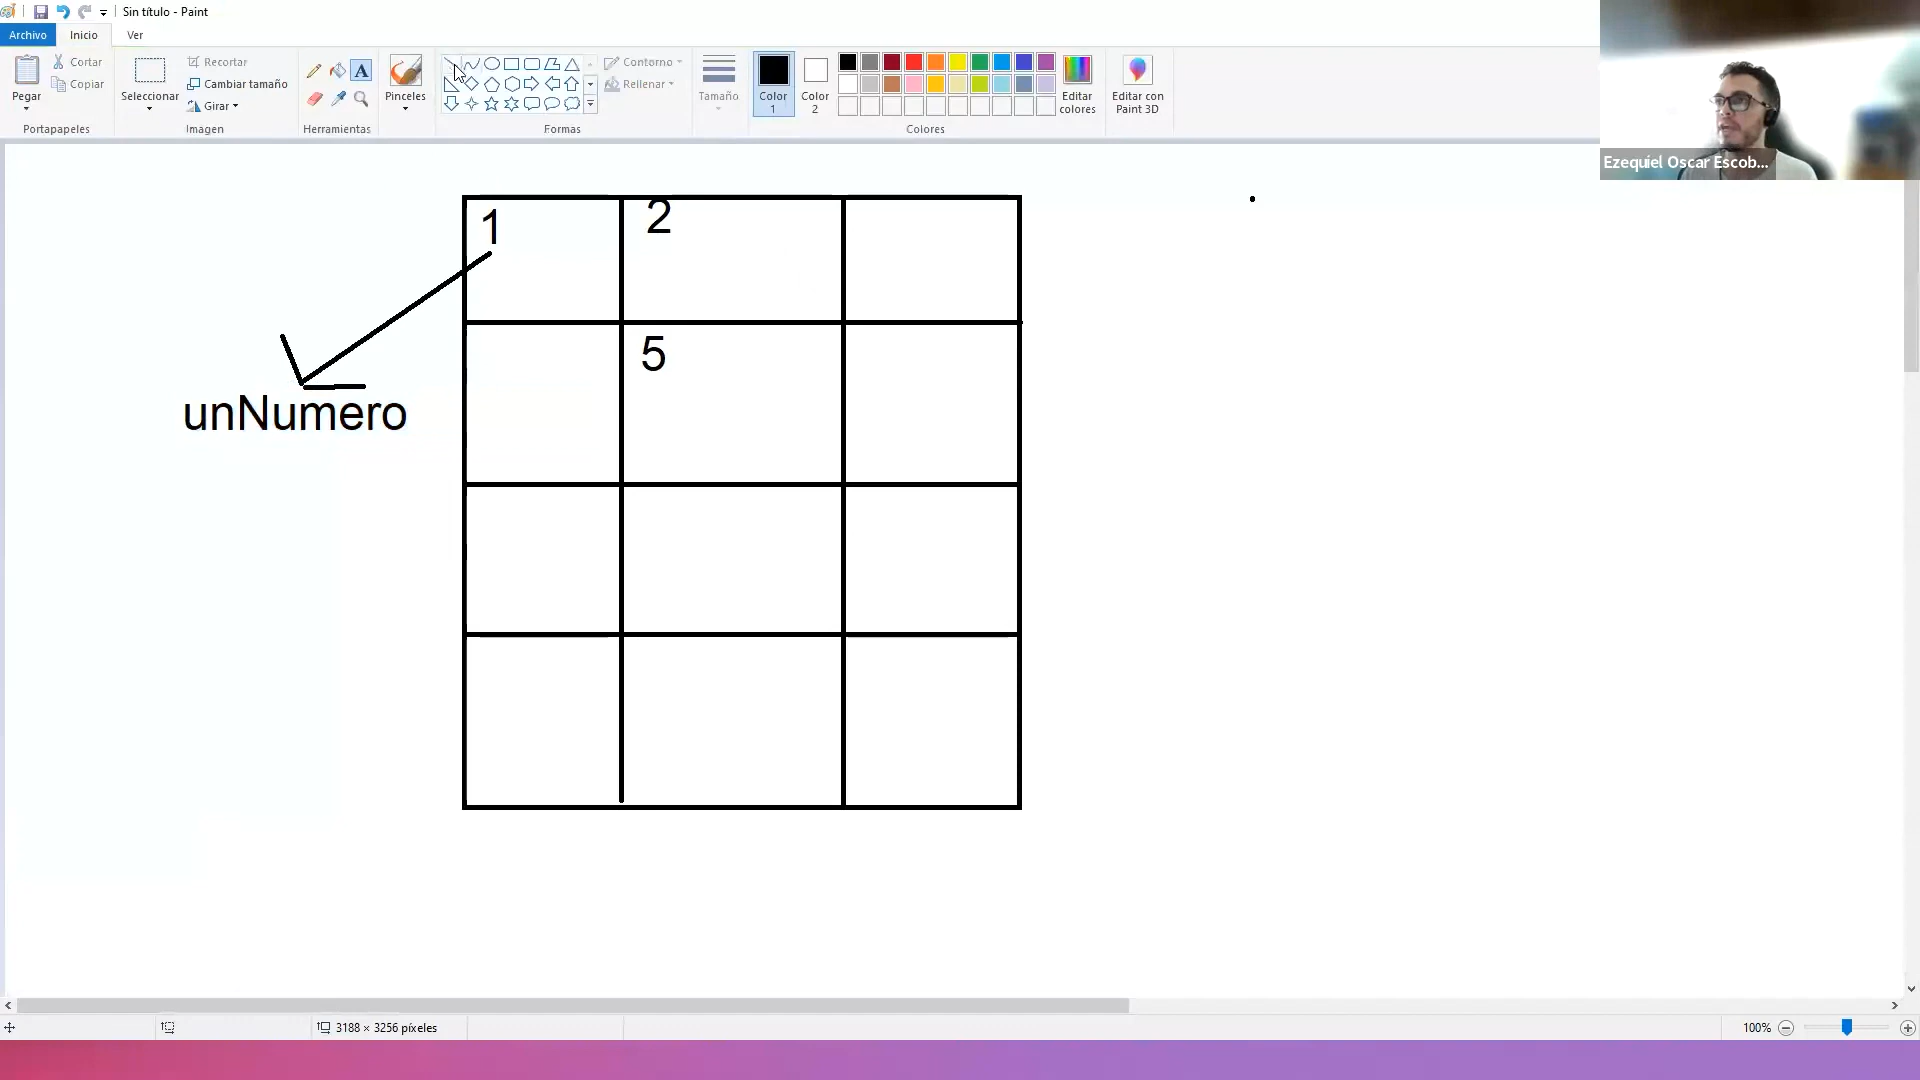 Sin título - Paint
Archivo
Inicio
Ver
Pegar
Cortar
Copiar
Portapapeles
Seleccionar
Recortar
Cambiar tamaño
Girar
Imagen
A
Herramientas
Pinceles
Contorno
Rellenar
Formas
Tamaño
Color
1
Color
2
Editar
colores
Colores
Editar con
Paint 3D
Ezequiel Oscar Escob...
1
2
5
unNumero
3188 × 3256 píxeles
100%